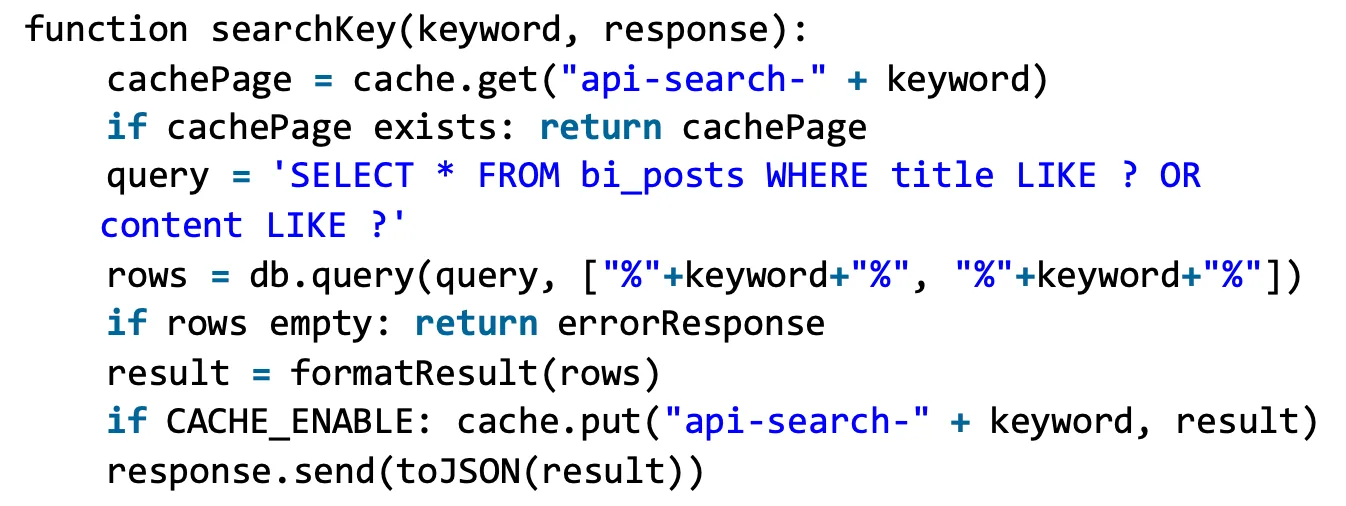 function searchKey(keyword, response):
cachePage = cache.get("api-search-" + keyword)
if cachePage exists: return cachePage
query = 'SELECT * FROM bi_posts WHERE title LIKE ? OR
content LIKE ?'
rows = db.query(query, ["%"+keyword+"%", "%"+keyword+"%"])
if rows empty: return errorResponse
result = formatResult(rows)
if CACHE_ENABLE: cache.put("api-search-" + keyword, result)
response.send(toJSON(result))